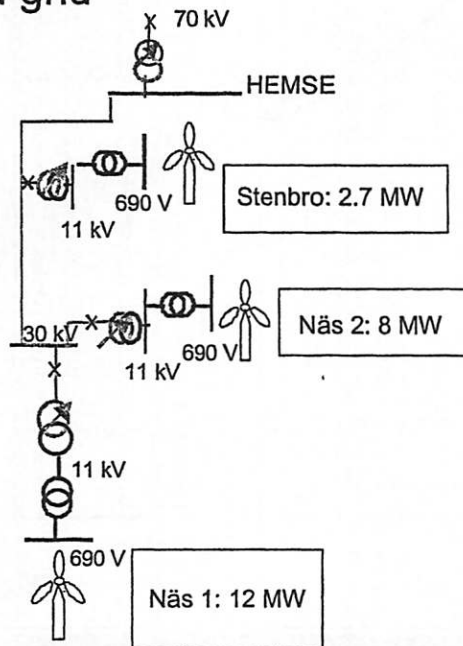 70 kV
HEMSE
Stenbro: 2.7 MW
690 V
11 kV
Näs 2: 8 MW
30 kV
690 V
11 kV
11 kV
690 V
Näs 1: 12 MW